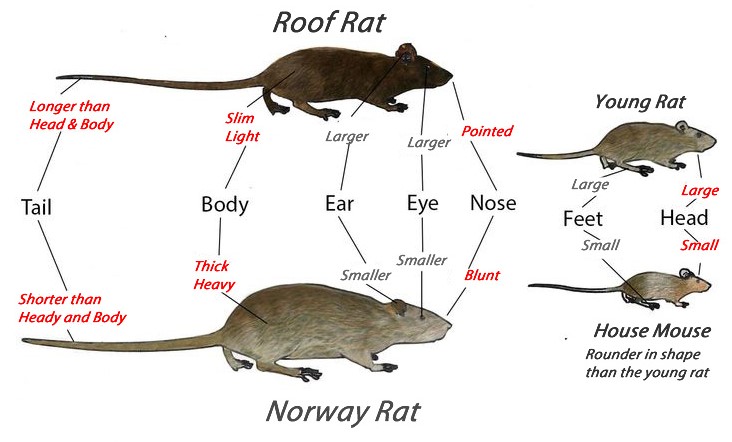 Roof Rat
Longer than
Head & Body
Slim
Light
Larger
Larger
Pointed
Tail
Body
Ear
Eye
Nose
Thick
Heavy
Smaller
Smaller
Blunt
Shorter than
Heady and Body
Norway Rat
Young Rat
Large
Large
Feet
Head
Small
Small
House Mouse
Rounder in shape
than the young rat